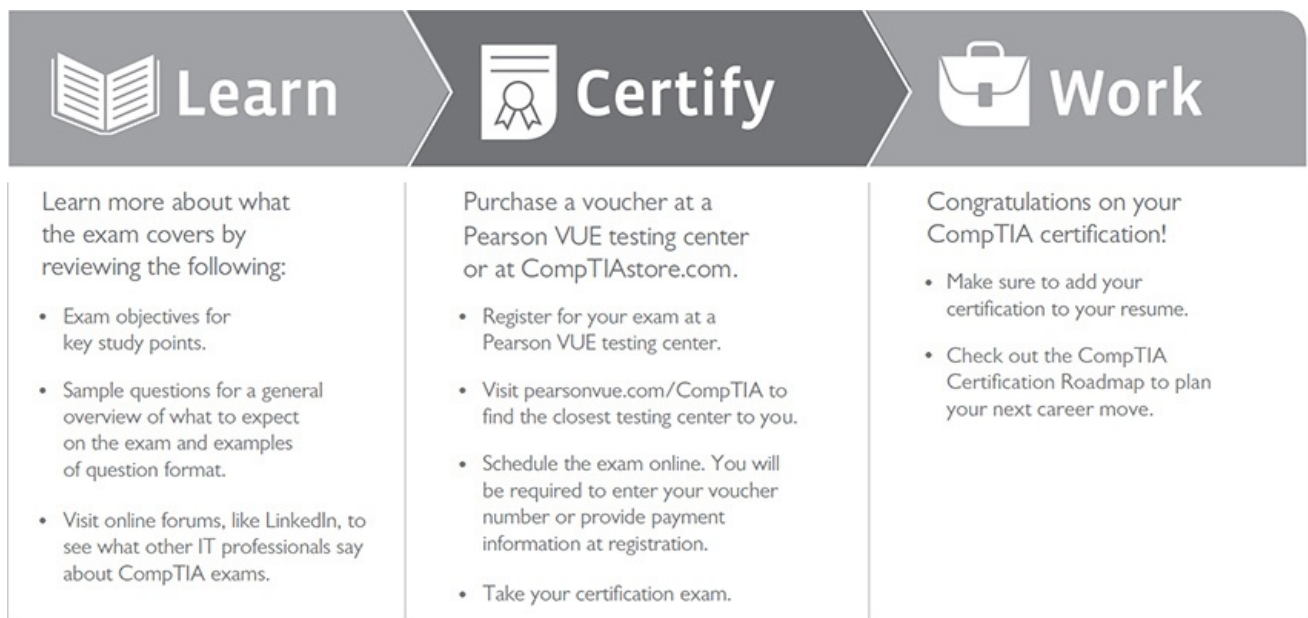 Learn
Certify
Work
Learn more about what
the exam covers by
reviewing the following:
• Exam objectives for
key study points.
• Sample questions for a general
overview of what to expect
on the exam and examples
of question format.
• Visit online forums, like LinkedIn, to
see what other IT professionals say
about CompTIA exams.
Purchase a voucher at a
Pearson VUE testing center
or at CompTIAstore.com.
• Register for your exam at a
Pearson VUE testing center.
• Visit pearsonvue.com/CompTIA to
find the closest testing center to you.
• Schedule the exam online. You will
be required to enter your voucher
number or provide payment
information at registration.
• Take your certification exam.
Congratulations on your
CompTIA certification!
• Make sure to add your
certification to your resume.
• Check out the CompTIA
Certification Roadmap to plan
your next career move.